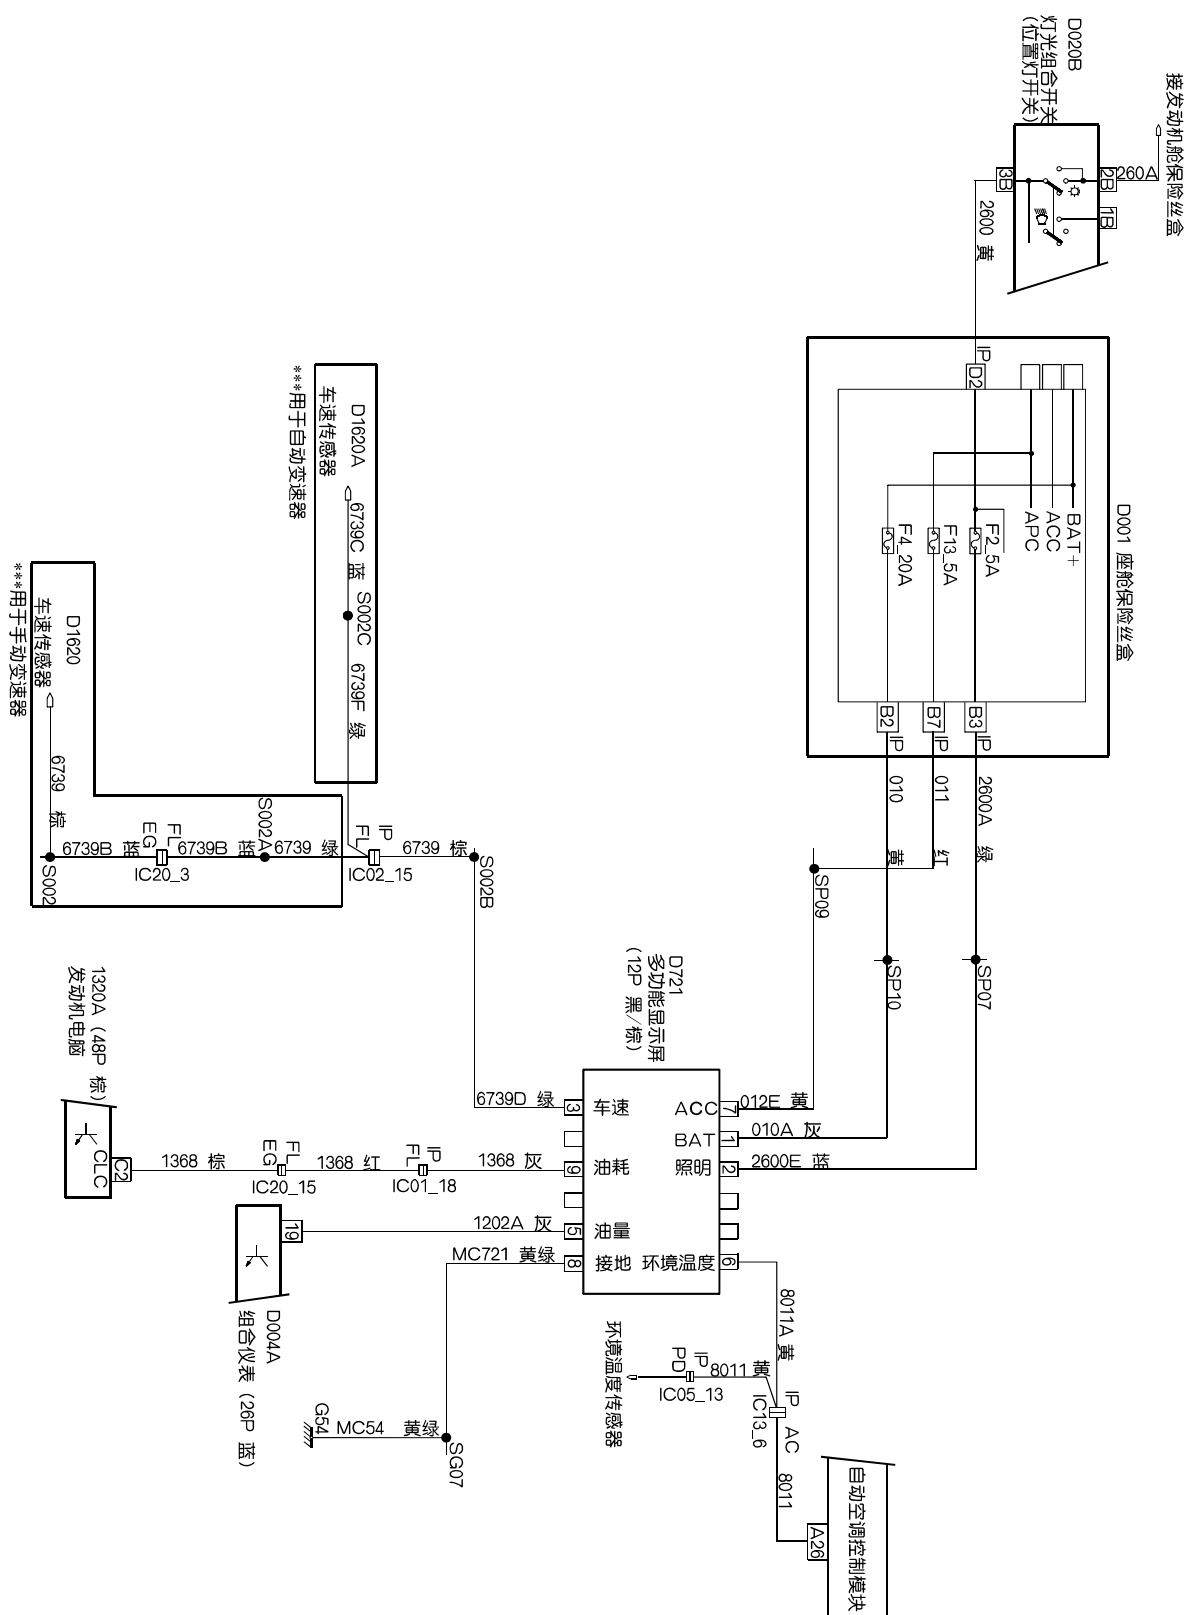 接发动机舱保险丝盒
D020B
灯光组合开关
(位置灯开关)
260A
2B
1B
3B
2600 黄
D001 座舱保险丝盒
IP
D2
BAT+
ACC
APC
F2_5A
F13_5A
F4_20A
B3
B7
B2
IP
IP
IP
2600A 绿
011 红
010 黄
SP09
SP10
SP07
D1620A
车速传感器
***用于自动变速器
6739C 蓝
S002C
6739F 绿
D1620
车速传感器
***用于手动变速器
6739 棕
S002
6739B 蓝
FL
EG
IC20_3
6739B 蓝
S002A
6739 绿
IP
FL
IC02_15
6739 棕
S002B
D721
多功能显示屏
(12P 黑/棕)
6739D 绿
3
车速
ACC
7
012E 黄
BAT
1
010A 灰
9
油耗
照明
2
2600E 蓝
5
油量
8
接地
环境温度
6
1320A (48P 棕)
发动机电脑
CLC
C2
1368 棕
FL
EG
IC20_15
1368 红
IP
FL
IC01_18
1368 灰
19
1202A 灰
D004A
组合仪表 (26P 蓝)
MC721 黄绿
G54
MC54 黄绿
SG07
8011A 黄
环境温度传感器
IP
PD
IC05_13
8011 黄
IP AC
IC13_6
8011
A26
自动空调控制模块